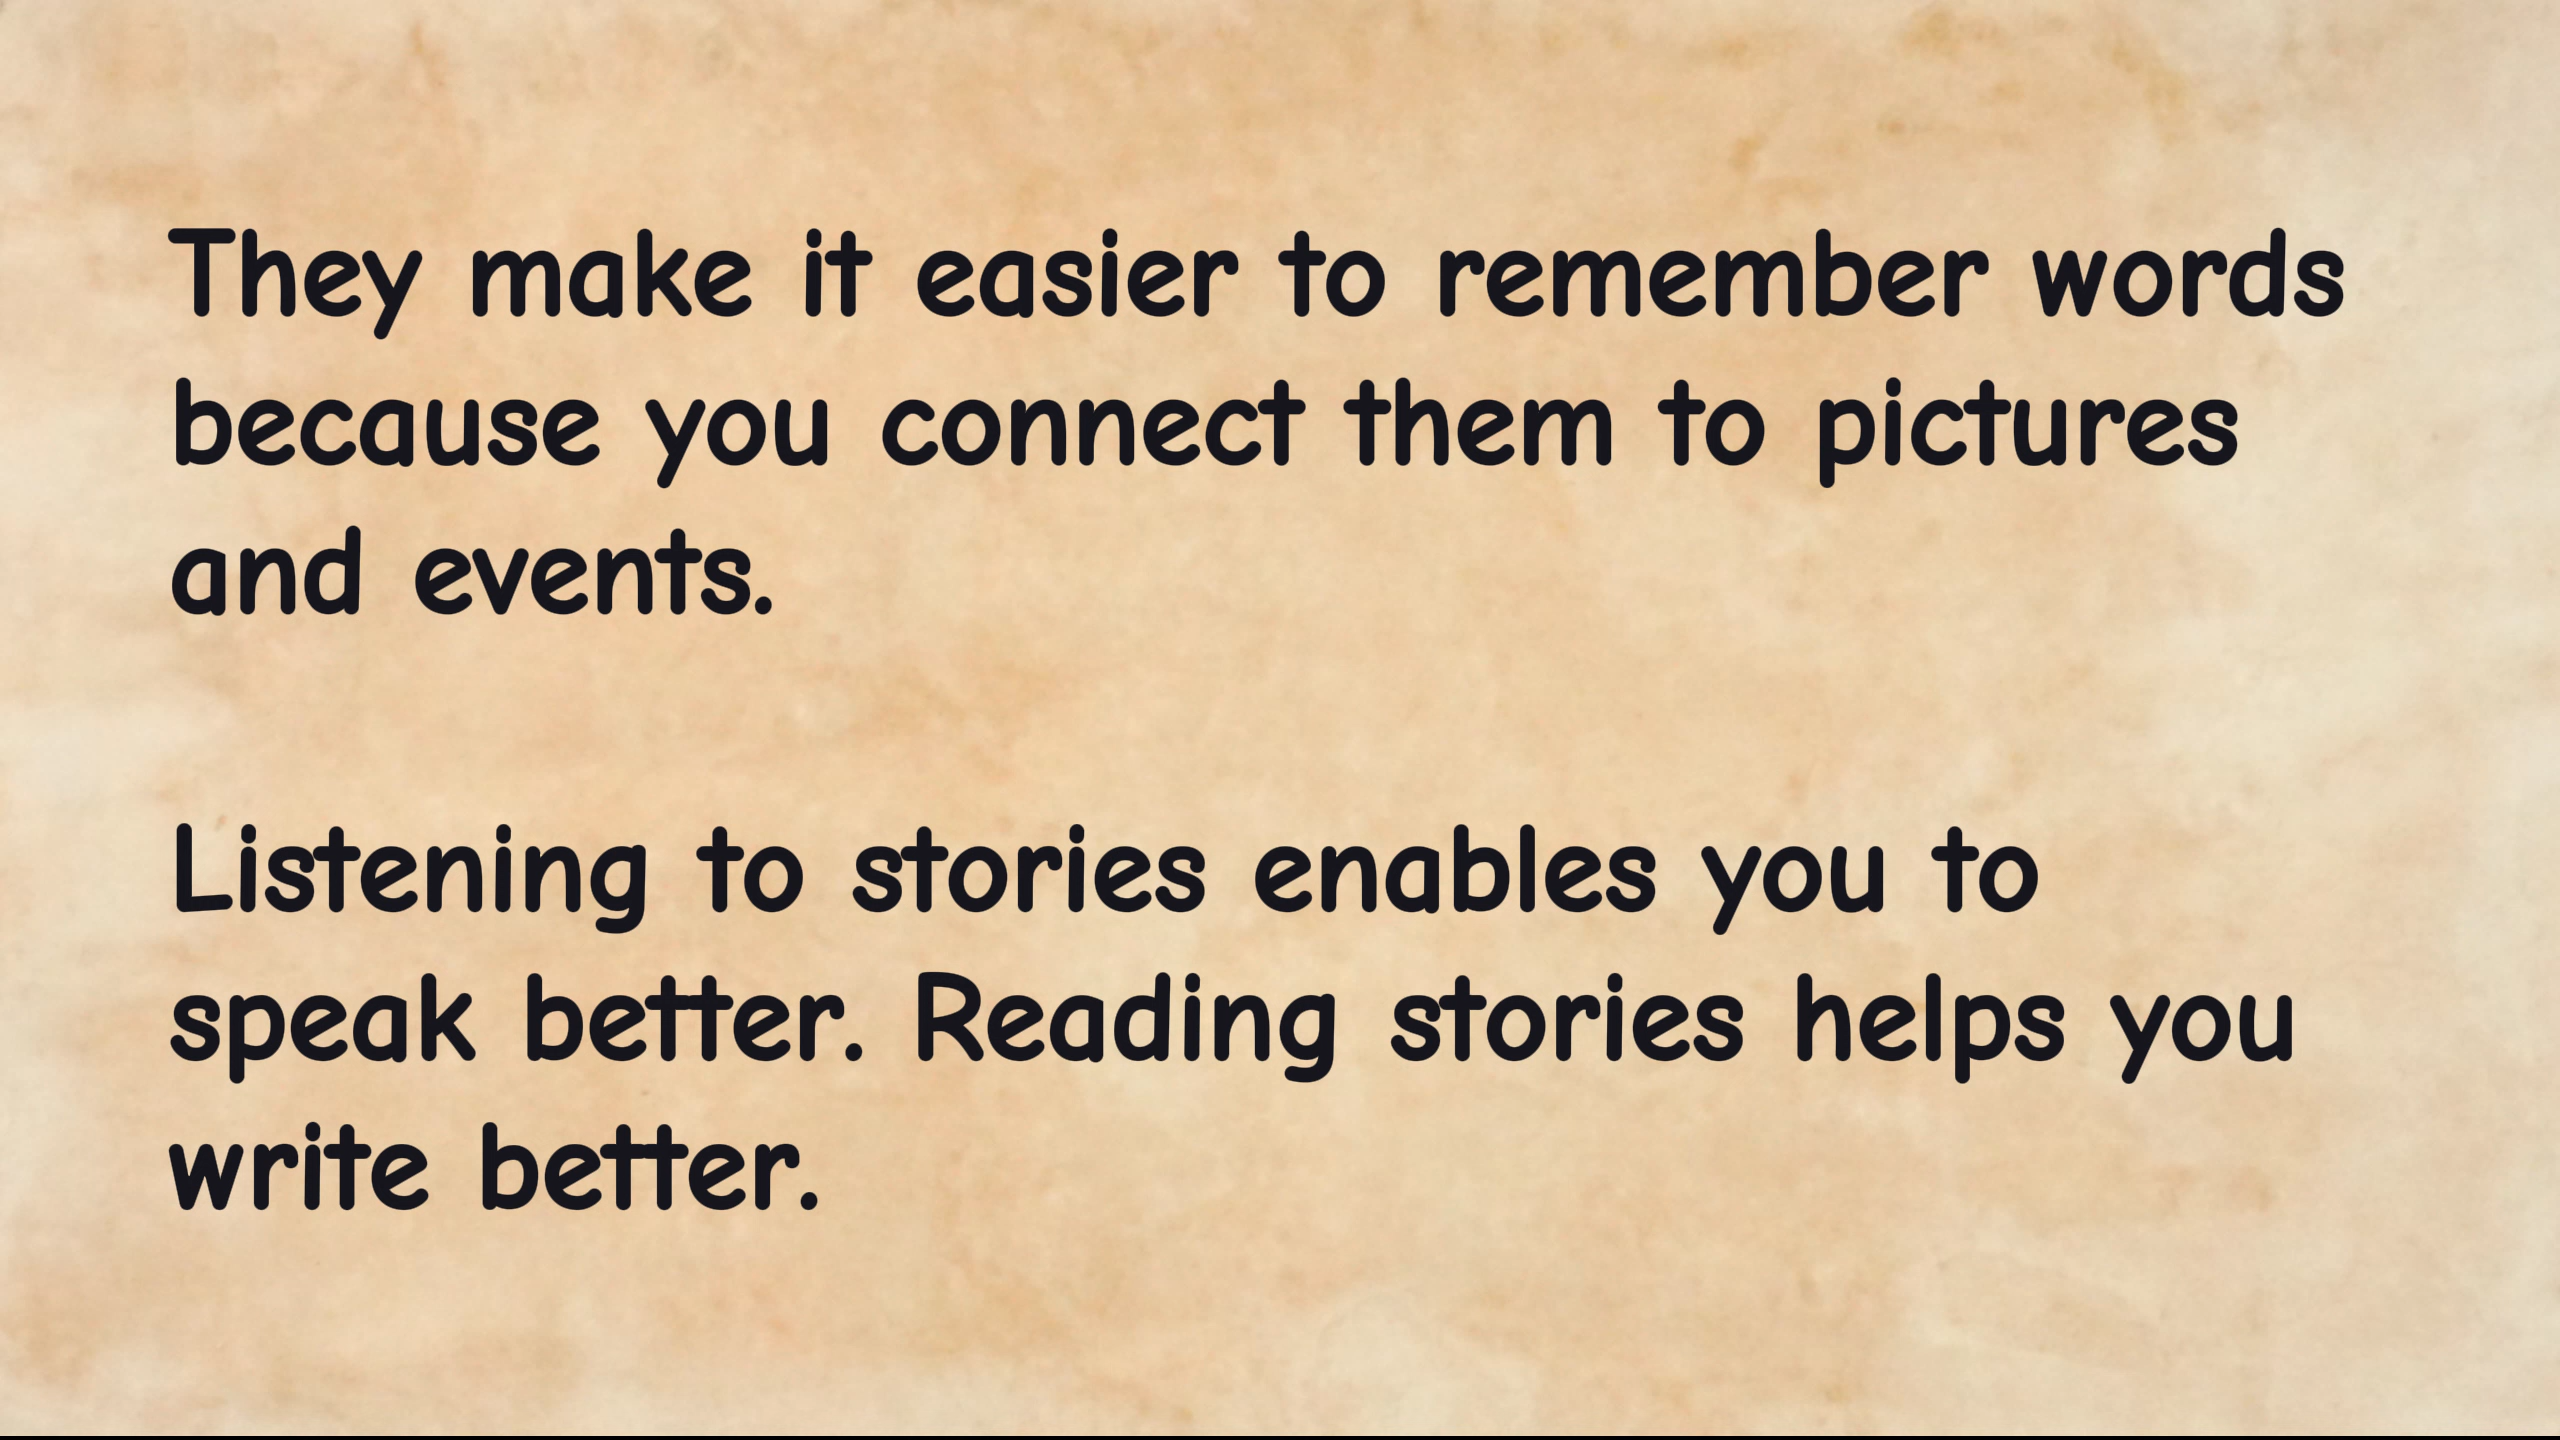 They make it easier to remember words
because you connect them to pictures
and events.
Listening to stories enables you to
speak better. Reading stories helps you
write better.